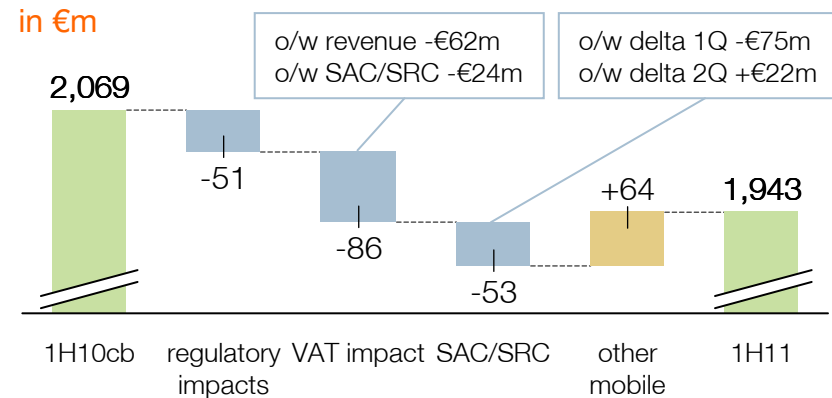 in €m
o/w revenue -€62m
o/w SAC/SRC -€24m
o/w delta 1Q -€75m
o/w delta 2Q +€22m
2,069
-51
-86
-53
+64
1,943
1H10cb
regulatory
impacts
VAT impact
SAC/SRC
other
mobile
1H11